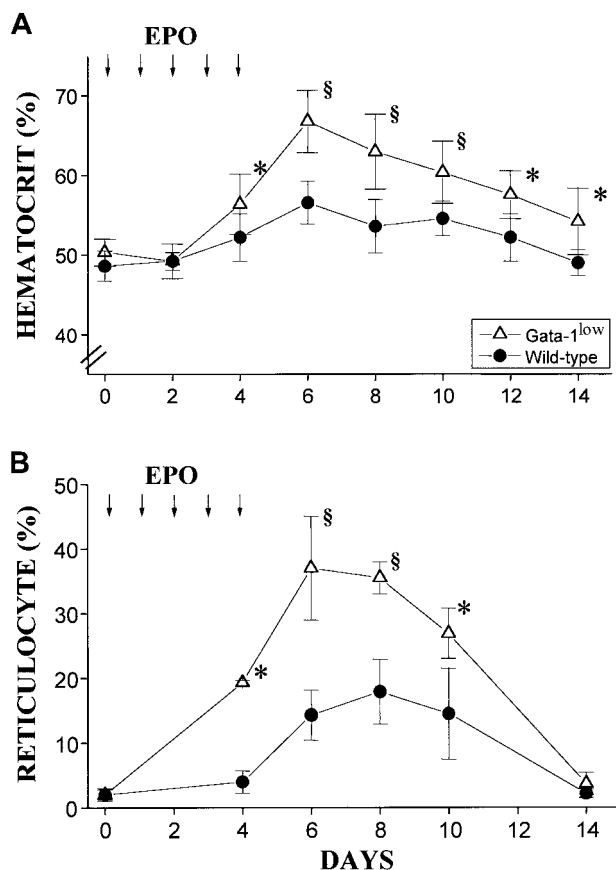 A
EPO
HEMATOCRIT (%)
70
60
50
40
*
§
§
§
*
*
Gata-1low
Wild-type
0 2 4 6 8 10 12 14
B
EPO
RETICULOCYTE (%)
50
40
30
20
10
0
*
§
§
*
0 2 4 6 8 10 12 14
DAYS